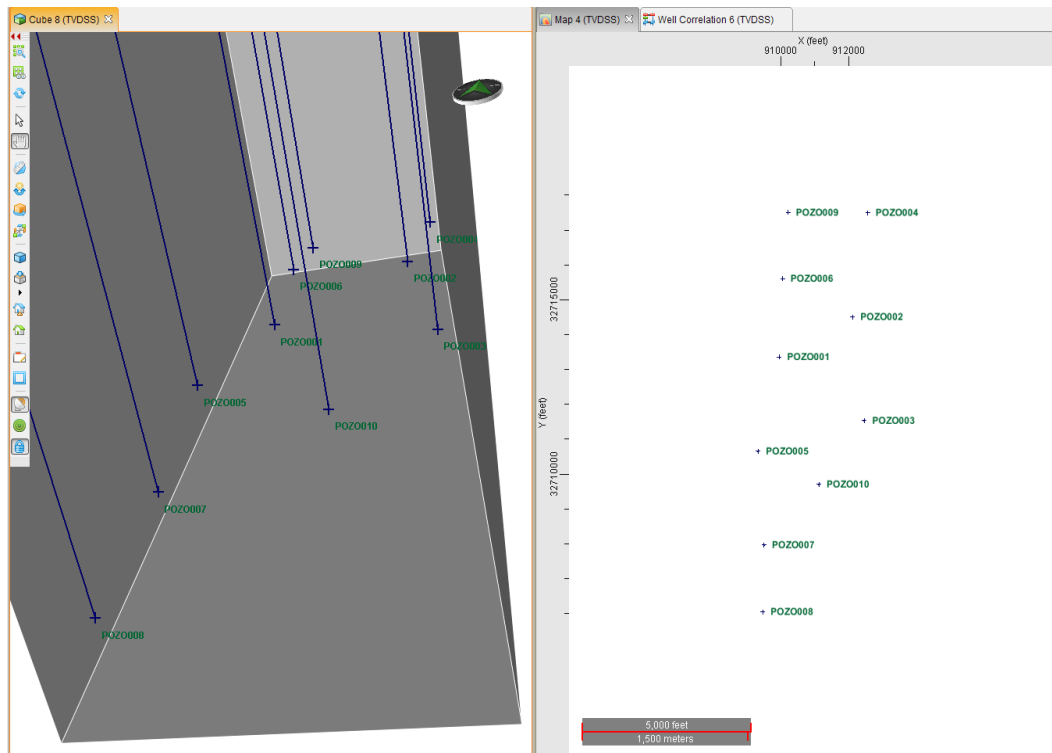 Cube 8 (TVDSS)
POZO004
POZO009
POZO002
POZO006
POZO001
POZO003
POZO005
POZO010
POZO007
POZO008
Map 4 (TVDSS)
Well Correlation 6 (TVDSS)
X (feet)
910000 912000
POZO009 POZO004
POZO006
32715000
POZO002
POZO001
Y (feet)
POZO003
POZO005
32710000
POZO010
POZO007
POZO008
5,000 feet
1,500 meters